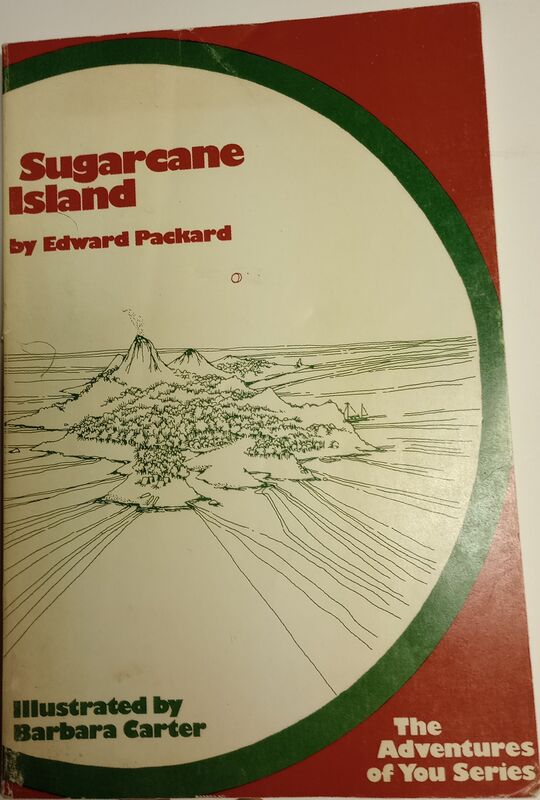 Sugarcane
Island
by Edward Packard
Illustrated by
Barbara Carter
The
Adventures
of You Series